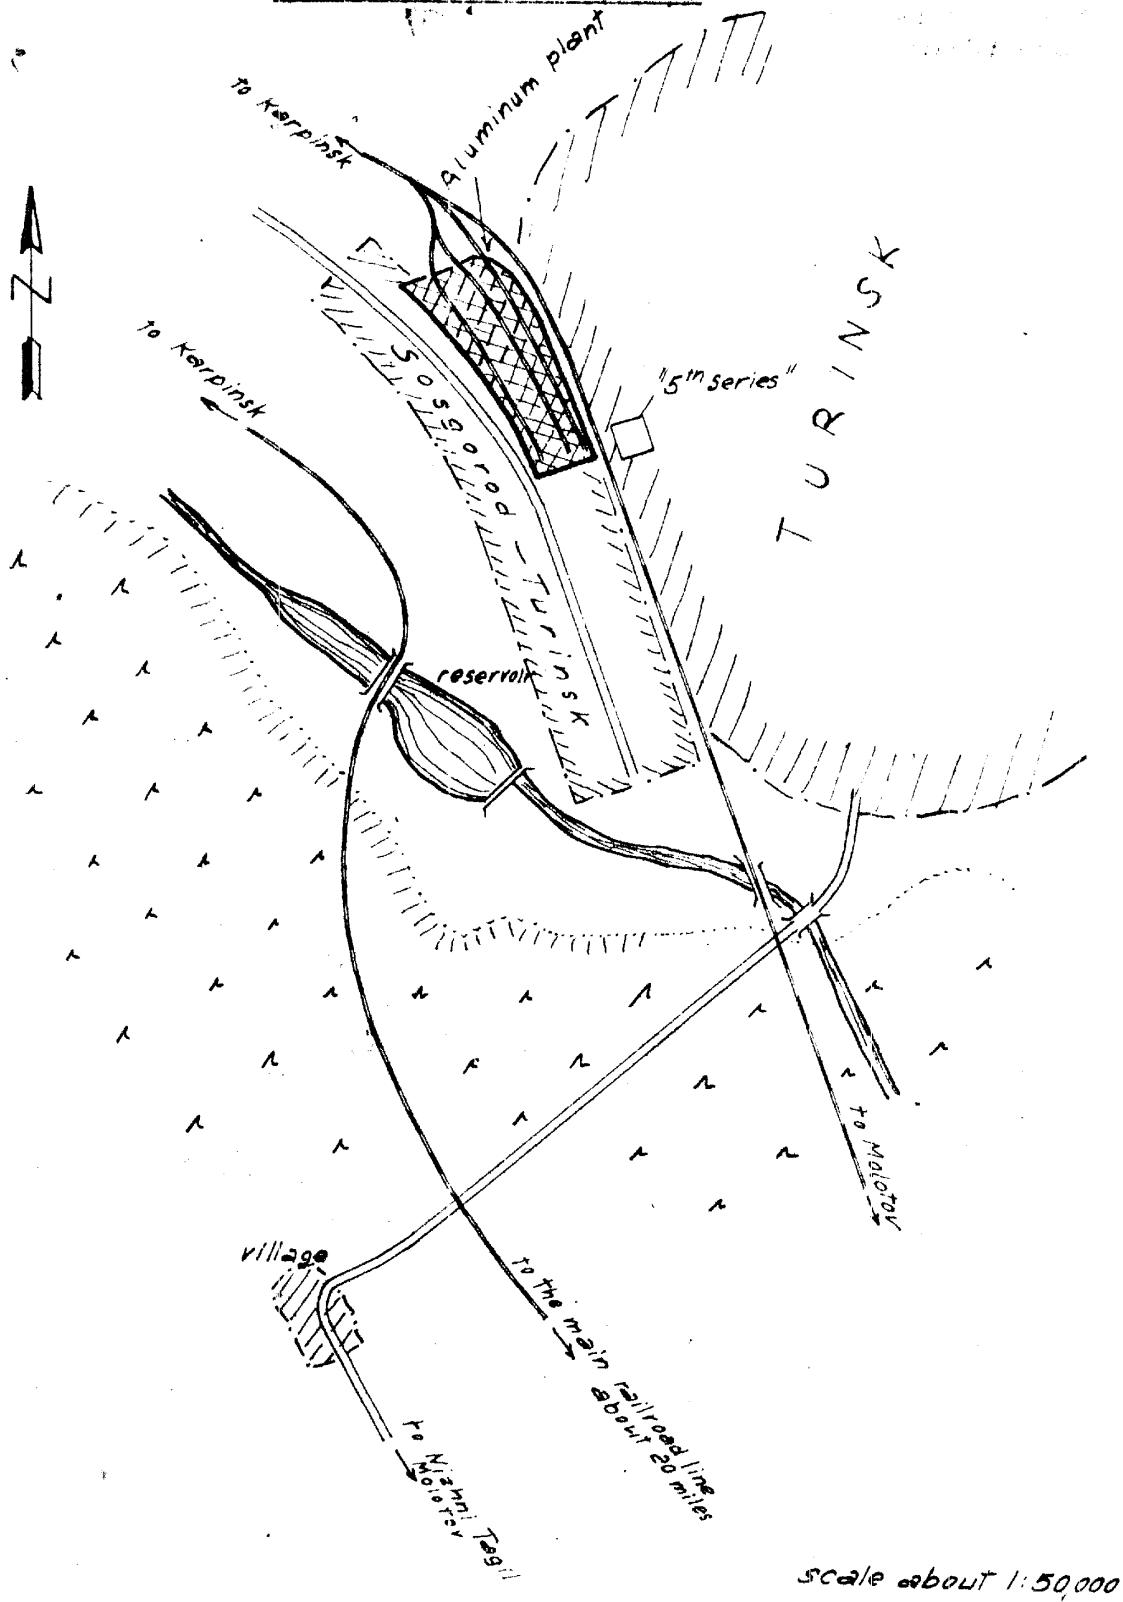 Aluminum plant
to Karpinsk
N
TURINSK
to Karpinsk
"5th series"
Sosgorod - Turinsk
reservoir
to Molotov
village
to the main railroad line
about 20 miles
to Nizhni Tagil
Molotov
scale about 1:50,000